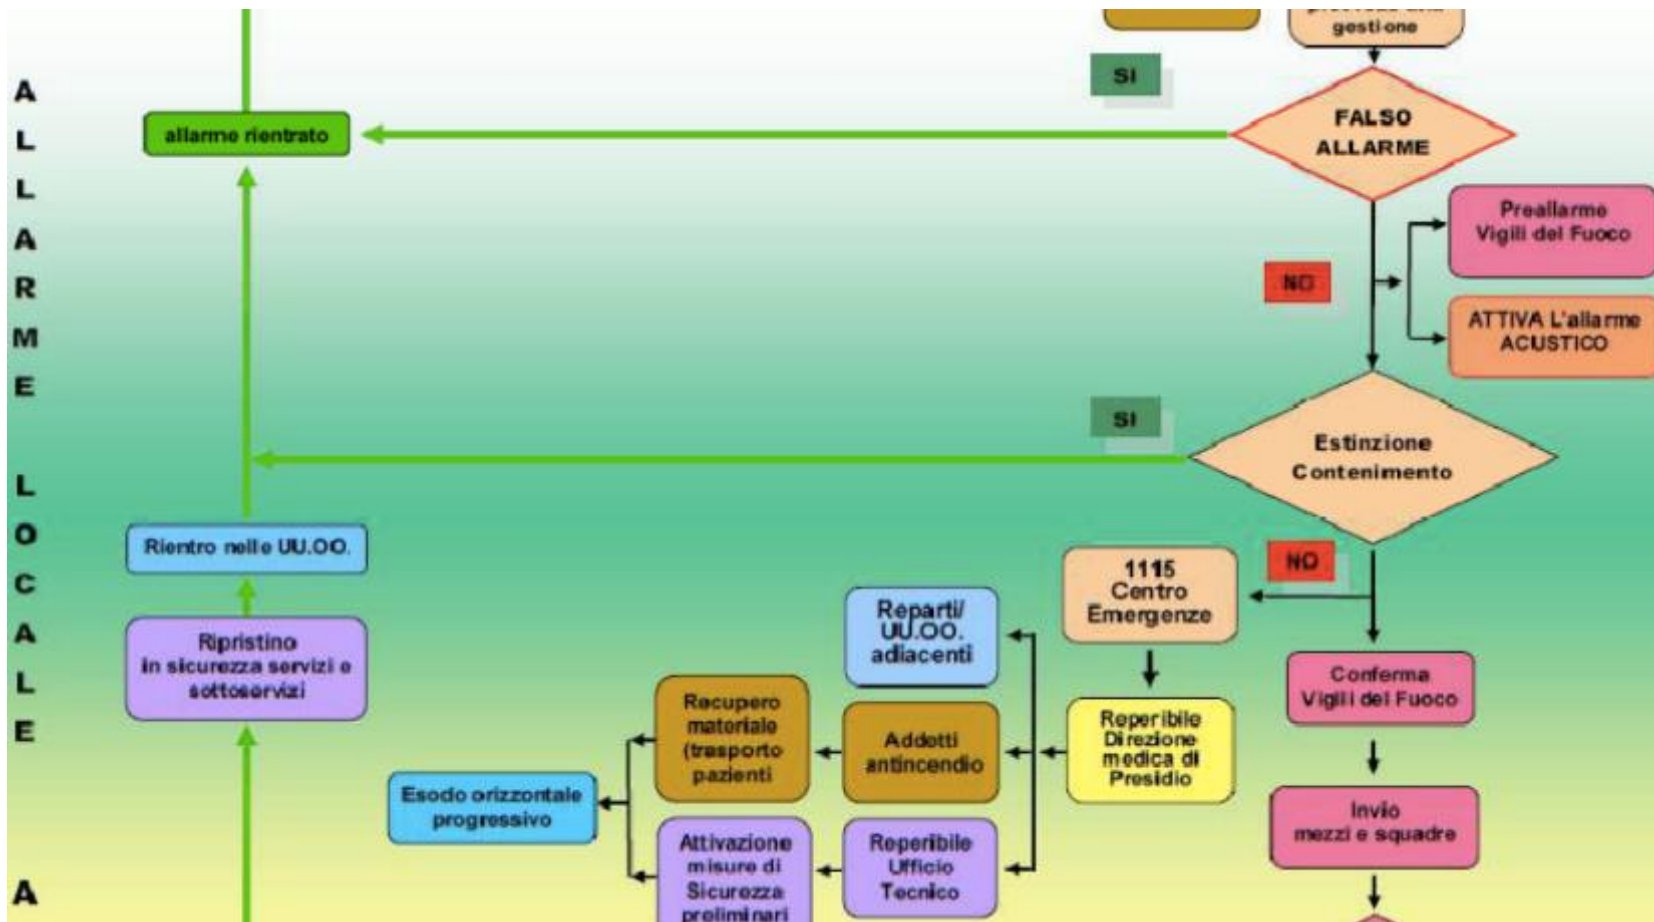 gestione
SI
FALSO
ALLARME
allarme rientrato
Preallarme
Vigili del Fuoco
NO
ATTIVA L'allarme
ACUSTICO
SI
Estinzione
Contenimento
NO
Rientro nelle UU.OO.
1115
Centro
Emergenze
Reparti/
UU.OO.
adiacenti
Ripristino
in sicurezza servizi e
sottoservizi
Conferma
Vigili del Fuoco
Recupero
materiale
(trasporto
pazienti
Addetti
antincendio
Reperibile
Direzione
medica di
Presidio
Esodo orizzontale
progressivo
Invio
mezzi e squadre
Attivazione
misure di
Sicurezza
preliminari
Reperibile
Ufficio
Tecnico
ALLARME LOCALE
A